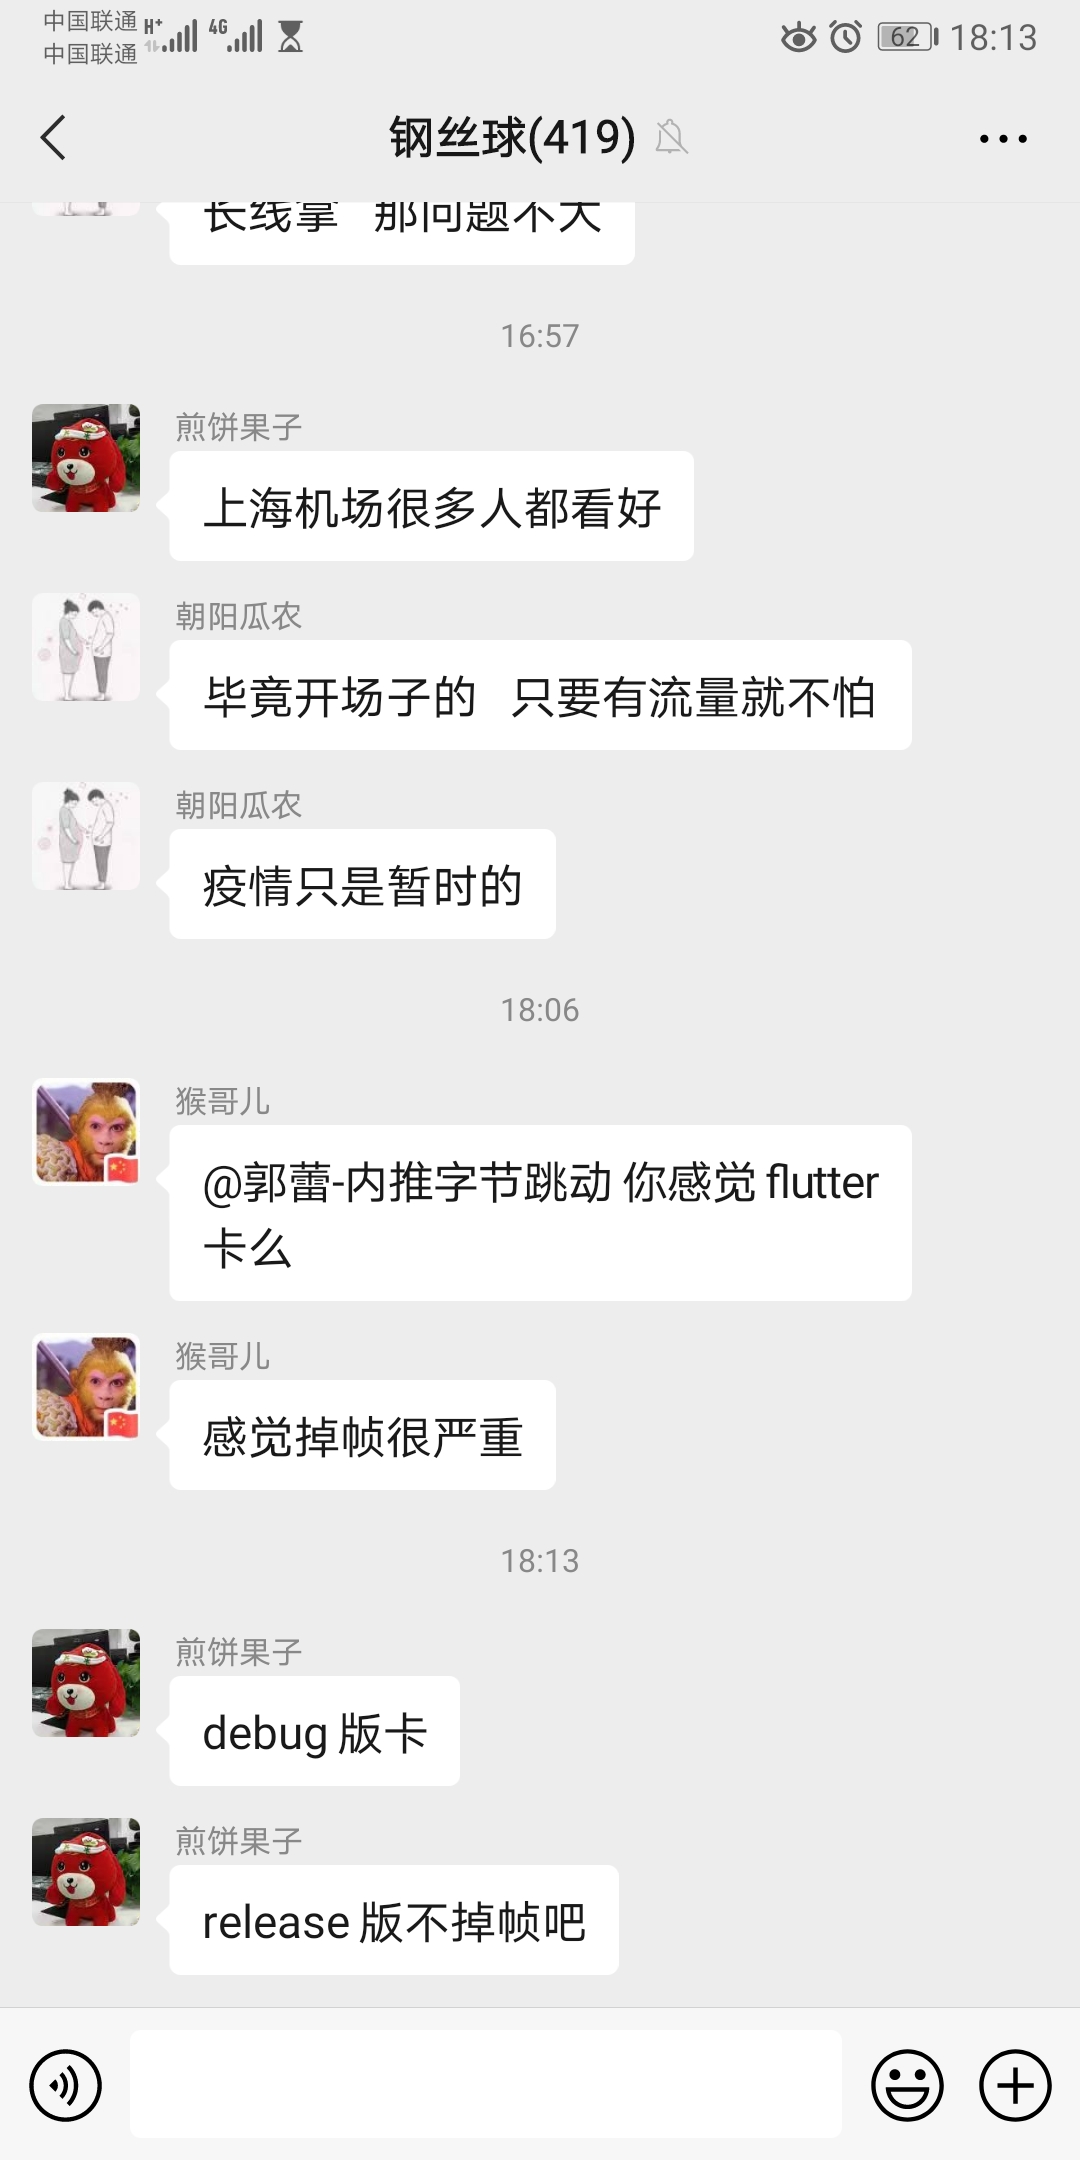 中国联通
中国联通
H+
4G
62
18:13
钢丝球(419)
长线拿 那问题不大
16:57
煎饼果子
上海机场很多人都看好
朝阳瓜农
毕竟开场子的 只要有流量就不怕
朝阳瓜农
疫情只是暂时的
18:06
猴哥儿
@郭蕾-内推字节跳动 你感觉 flutter
卡么
猴哥儿
感觉掉帧很严重
18:13
煎饼果子
debug 版卡
煎饼果子
release 版不掉帧吧